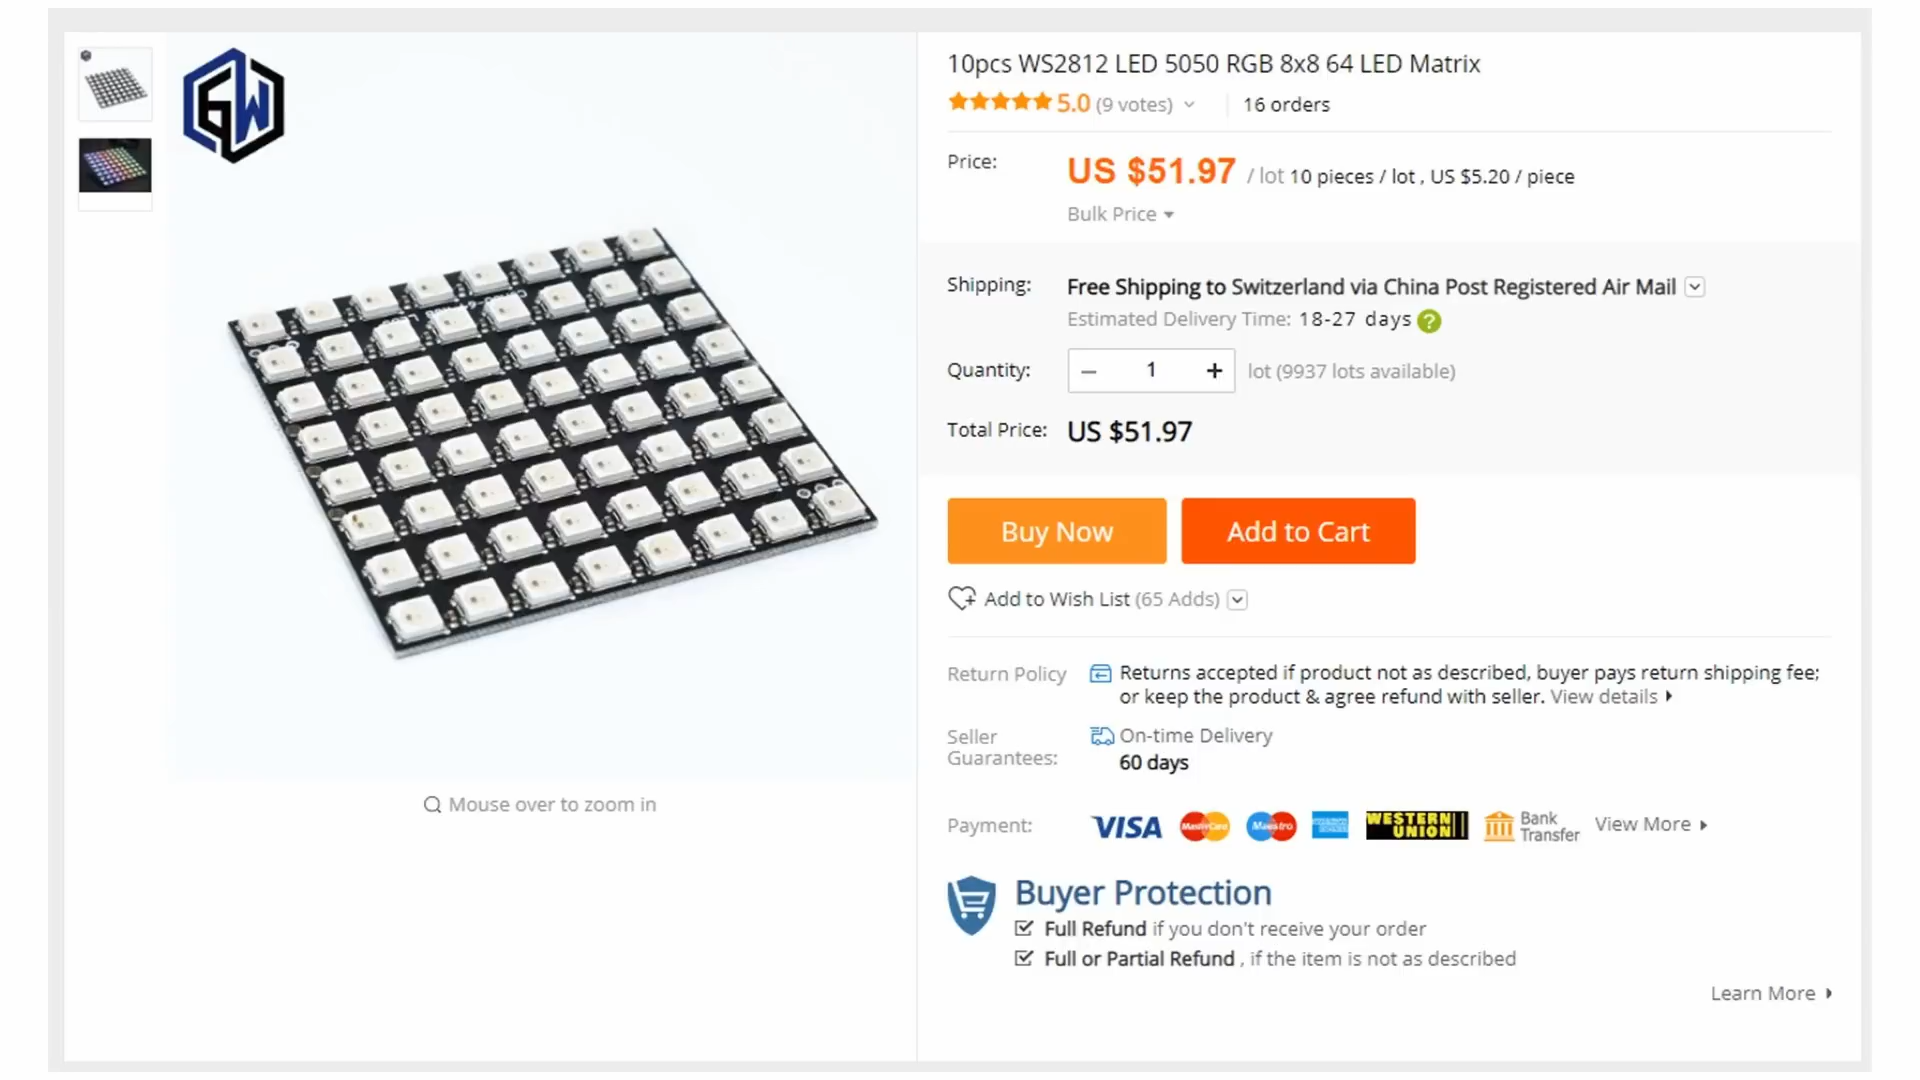 GW
10pcs WS2812 LED 5050 RGB 8x8 64 LED Matrix
5.0 (9 votes) 16 orders
Price: US $51.97 / lot 10 pieces / lot , US $5.20 / piece
Bulk Price
Shipping: Free Shipping to Switzerland via China Post Registered Air Mail
Estimated Delivery Time: 18-27 days ?
Quantity: − 1 + lot (9937 lots available)
Total Price: US $51.97
Buy Now Add to Cart
Add to Wish List (65 Adds)
Return Policy Returns accepted if product not as described, buyer pays return shipping fee;
or keep the product & agree refund with seller. View details
Seller
Guarantees: On-time Delivery
60 days
Mouse over to zoom in
Payment: VISA MasterCard Maestro AMERICAN EXPRESS WESTERN UNION Bank Transfer View More
Buyer Protection
Full Refund if you don't receive your order
Full or Partial Refund , if the item is not as described
Learn More